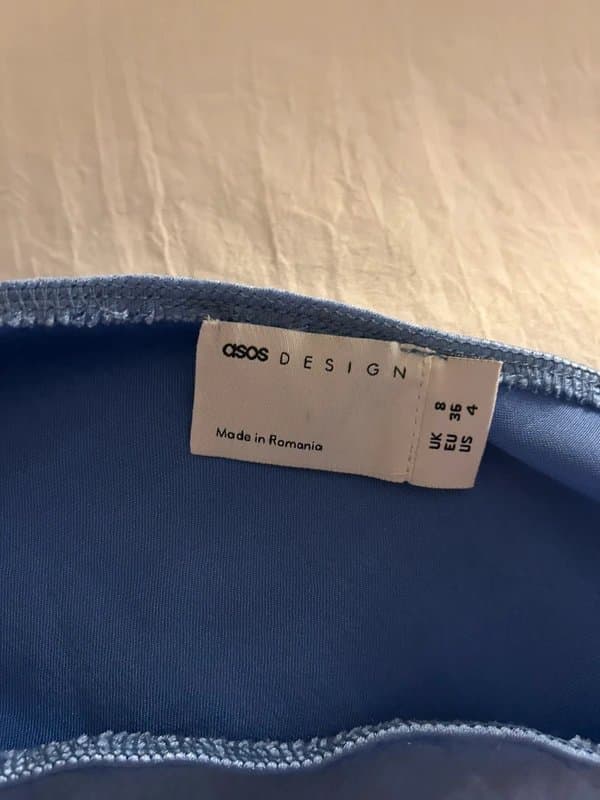 asos DESIGN
Made in Romania
UK 8
EU 36
US 4